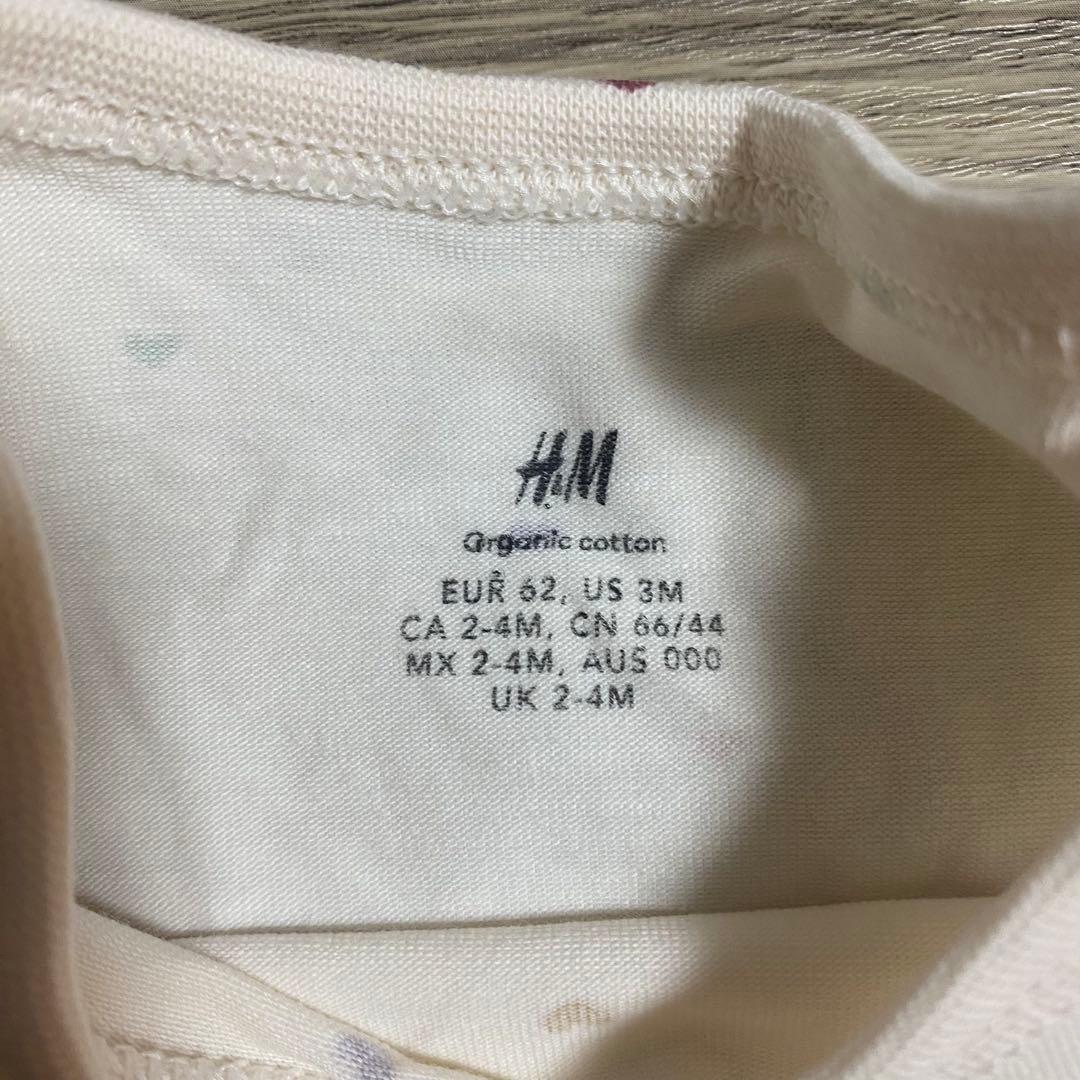 H&M
Organic cotton
EUR 62, US 3M
CA 2-4M, CN 66/44
MX 2-4M, AUS 000
UK 2-4M